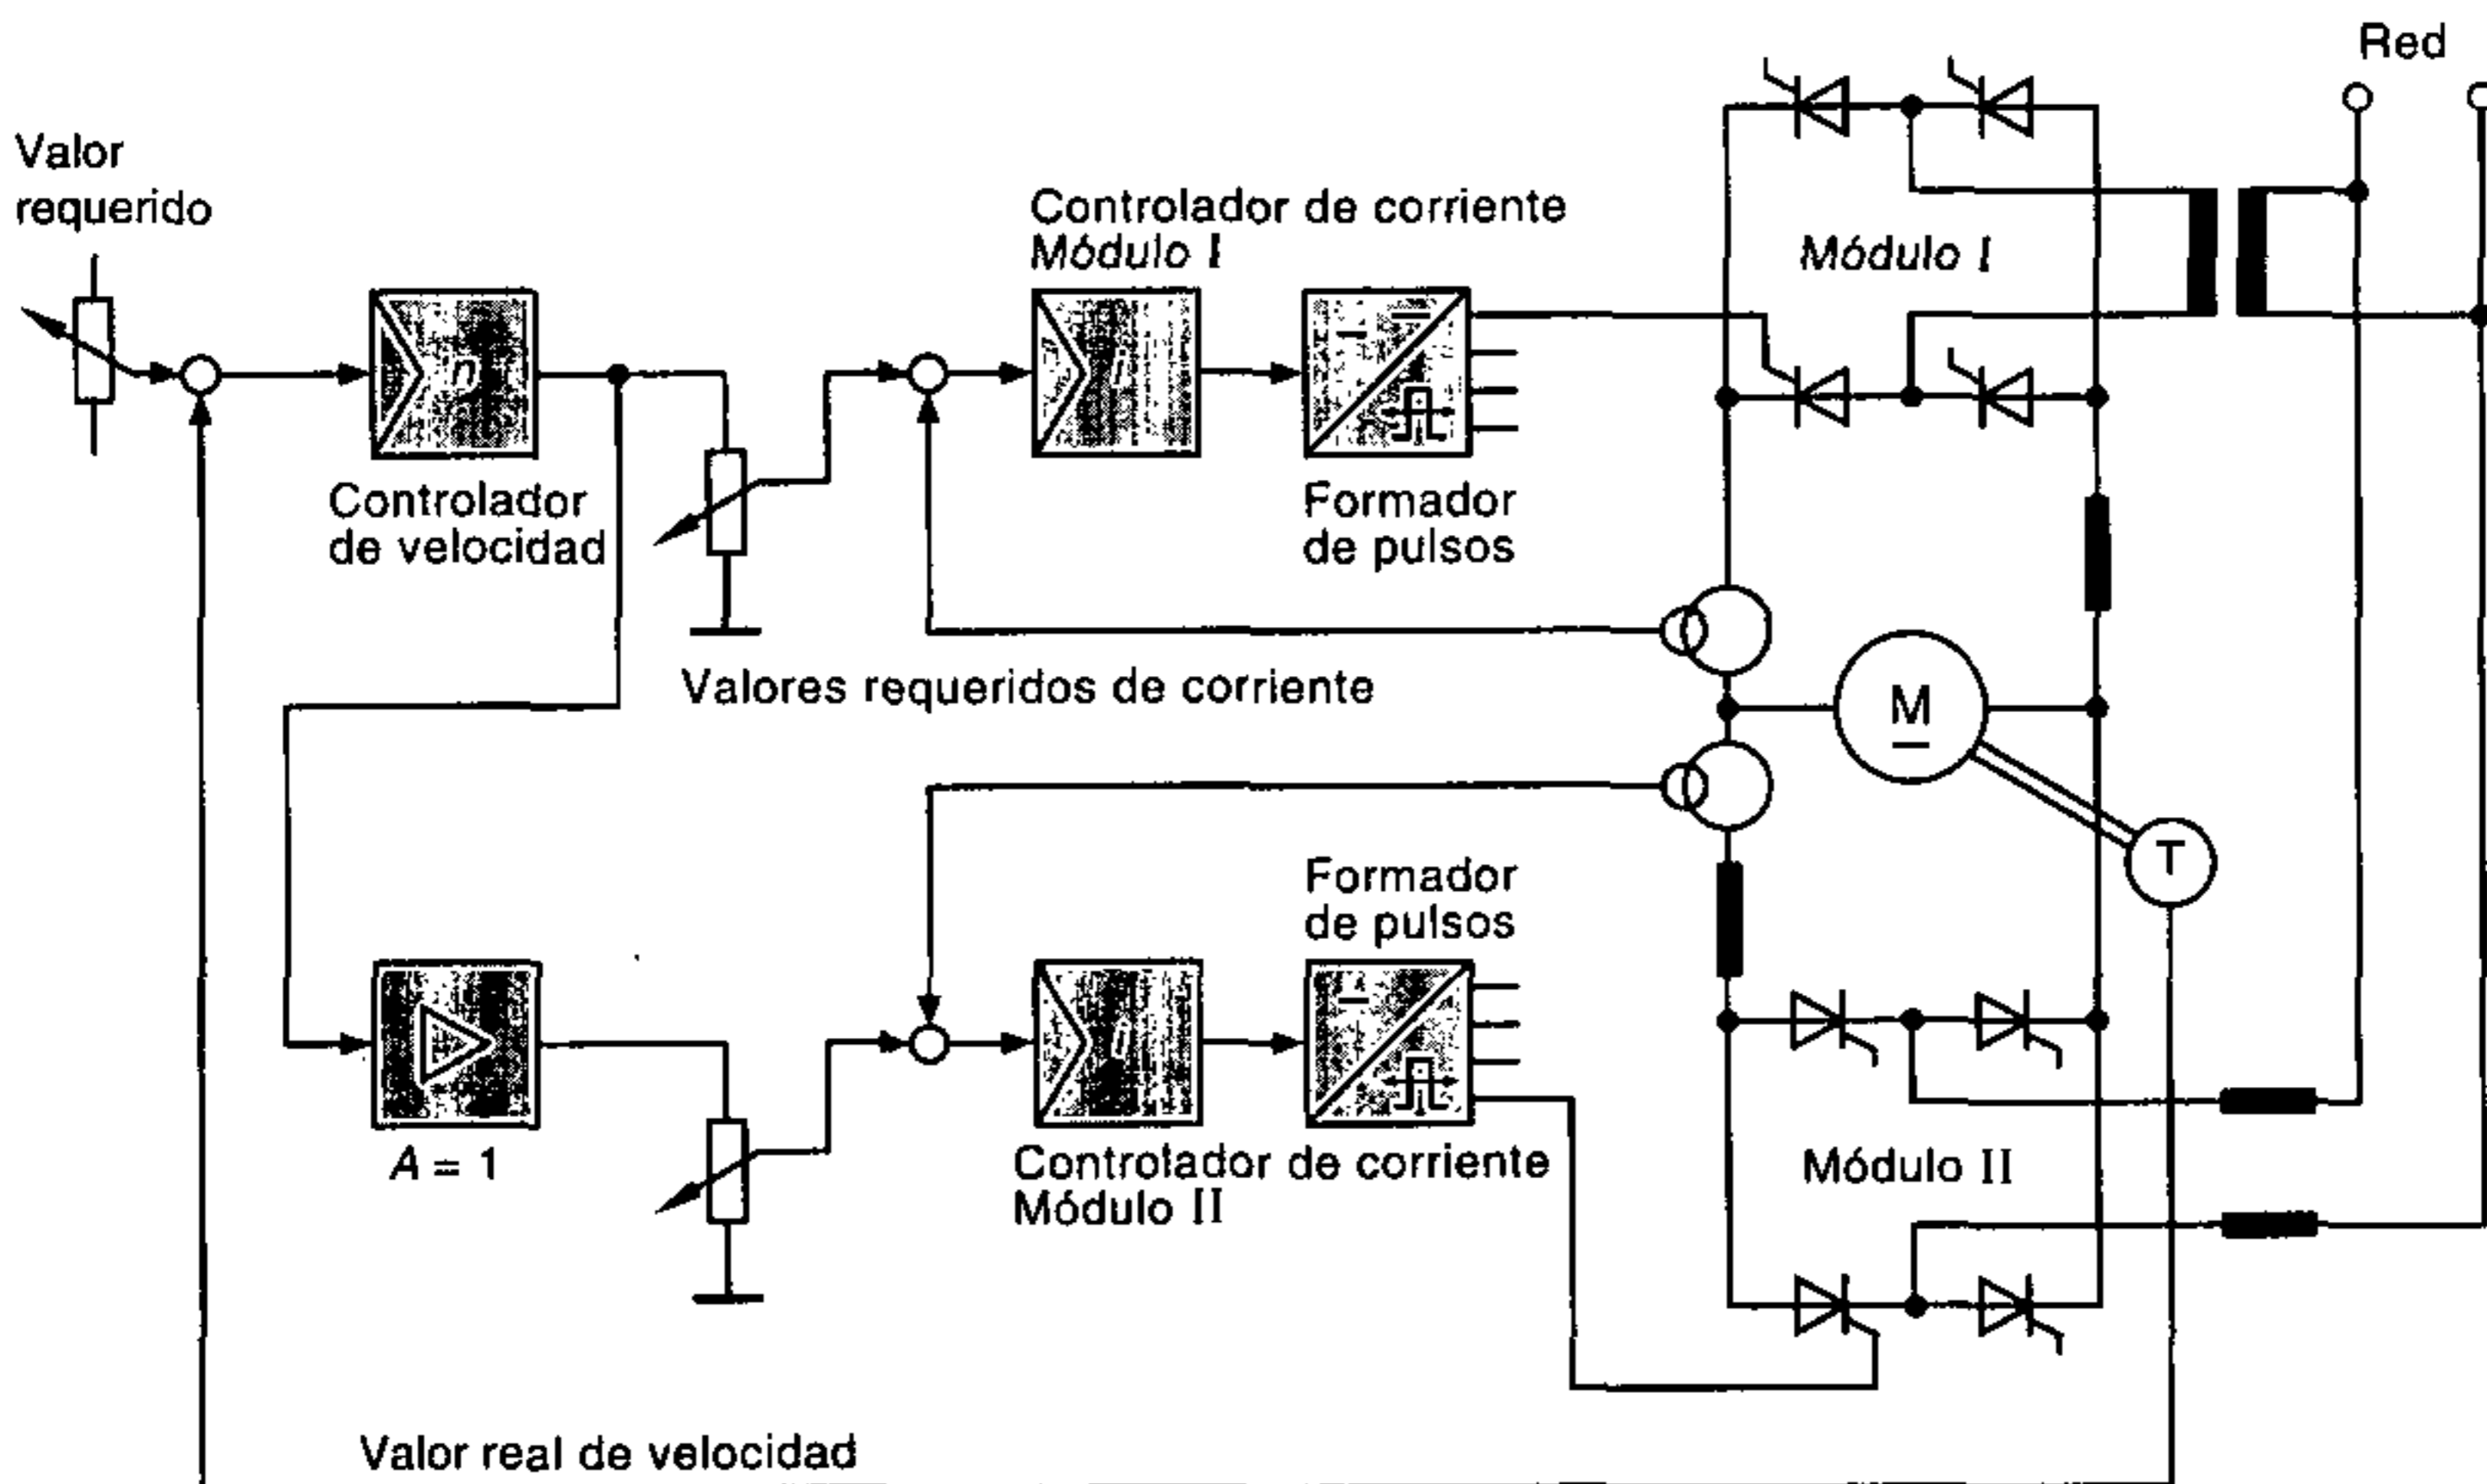 Red
Valor
requerido
Controlador de corriente
Módulo I
Módulo I
n
i
Controlador
de velocidad
Formador
de pulsos
Valores requeridos de corriente
M
T
Formador
de pulsos
i
A = 1
Controlador de corriente
Módulo II
Módulo II
Valor real de velocidad